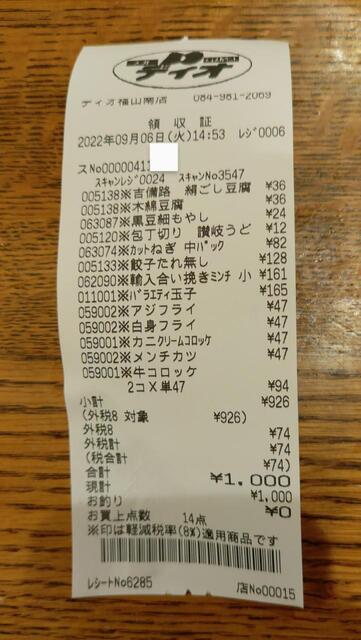 ディオ
ディオ福山南店 084-981-2069
領収証
2022年09月06日(火)14:53 レジ0006
スNo00000411
スキャンレジ0024 スキャンNo3547
005138※吉備路 絹ごし豆腐 ¥36
005138※木綿豆腐 ¥36
063087※黒豆細もやし ¥24
005120※包丁切り 讃岐うど ¥12
063074※カットねぎ 中パック ¥82
005133※餃子たれ無し ¥128
062090※輸入合い挽きミンチ 小 ¥161
011001※バラエティ玉子 ¥165
059002※アジフライ ¥47
059002※白身フライ ¥47
059001※カニクリームコロッケ ¥47
059002※メンチカツ ¥47
059001※牛コロッケ
2コX単47 ¥94
小計 ¥926
(外税8 対象 ¥926)
外税8 ¥74
外税計 ¥74
(税合計 ¥74)
合計 ¥1,000
現計 ¥1,000
お釣り ¥0
お買上点数 14点
※印は軽減税率(8%)適用商品です
レシートNo6285 店No00015